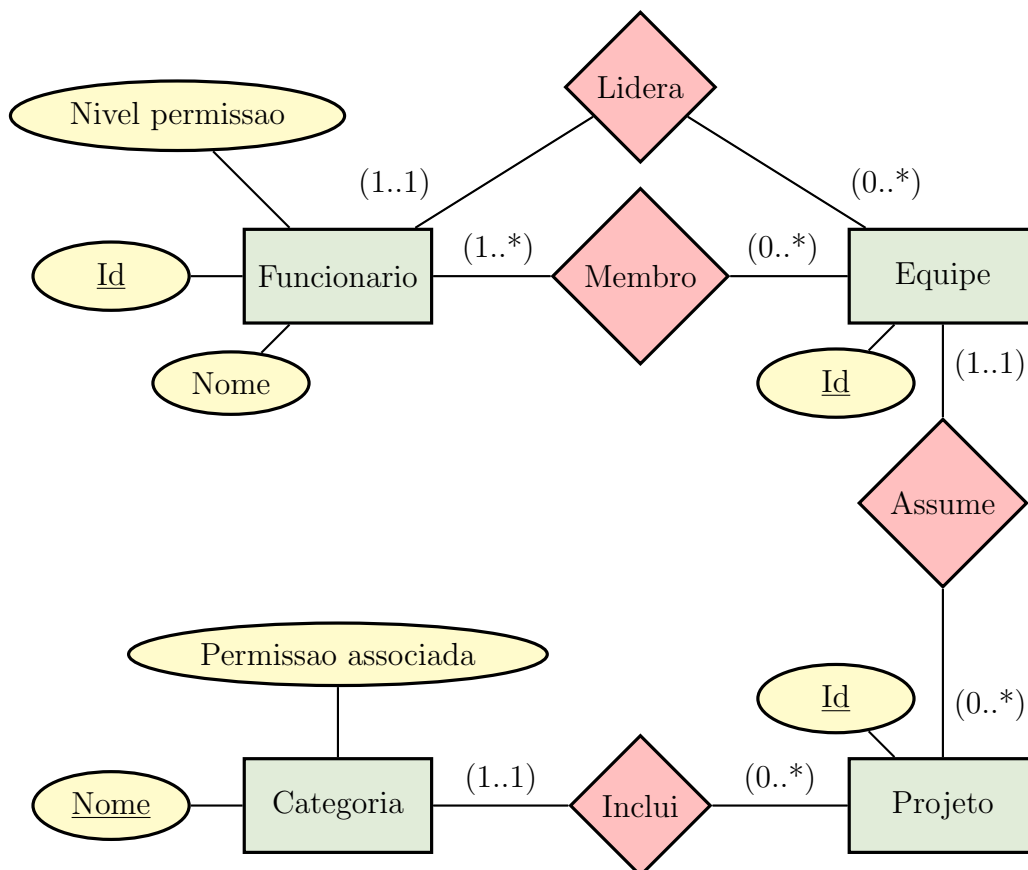 Lidera
Nivel permissao
(1..1)
(0..*)
Id
Funcionario
(1..*)
Membro
(0..*)
Equipe
Nome
Id
(1..1)
Assume
Permissao associada
Id
(0..*)
Nome
Categoria
(1..1)
Inclui
(0..*)
Projeto